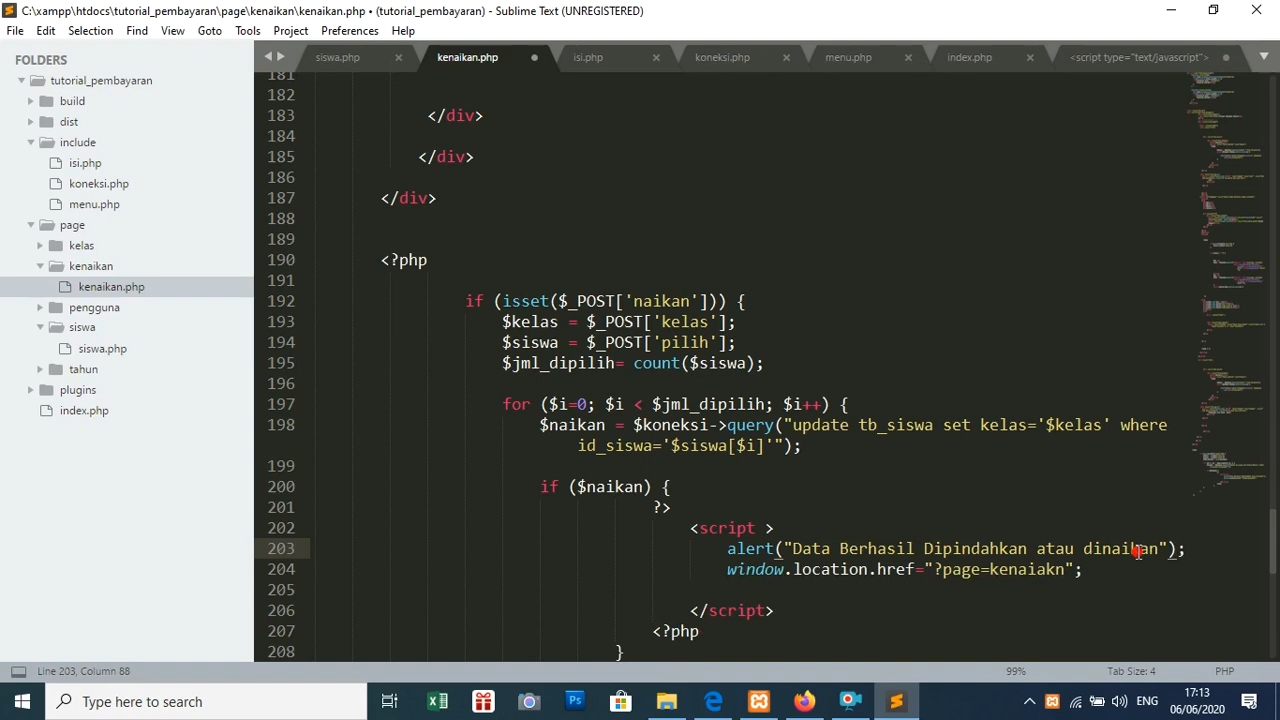 C:\xampp\htdocs\tutorial_pembayaran\page\kenaikan\kenaikan.php • (tutorial_pembayaran) - Sublime Text (UNREGISTERED)
File Edit Selection Find View Goto Tools Project Preferences Help
FOLDERS
tutorial_pembayaran
build
dist
include
isi.php
koneksi.php
menu.php
page
kelas
kenaikan
kenaikan.php
pengguna
siswa
siswa.php
tahun
plugins
index.php
siswa.php kenaikan.php isi.php koneksi.php menu.php index.php <script type="text/javascript">
181
182
183 </div>
184
185 </div>
186
187 </div>
188
189
190 <?php
191
192 if (isset($_POST['naikan'])) {
193 $kelas = $_POST['kelas'];
194 $siswa = $_POST['pilih'];
195 $jml_dipilih= count($siswa);
196
197 for ($i=0; $i < $jml_dipilih; $i++) {
198 $naikan = $koneksi->query("update tb_siswa set kelas='$kelas' where
id_siswa='$siswa[$i]'");
199
200 if ($naikan) {
201 ?>
202 <script >
203 alert("Data Berhasil Dipindahkan atau dinaikan");
204 window.location.href="?page=kenaiakn";
205
206 </script>
207 <?php
208 }
Line 203, Column 88 99% Tab Size: 4 PHP
Type here to search
ENG
17:13
06/06/2020